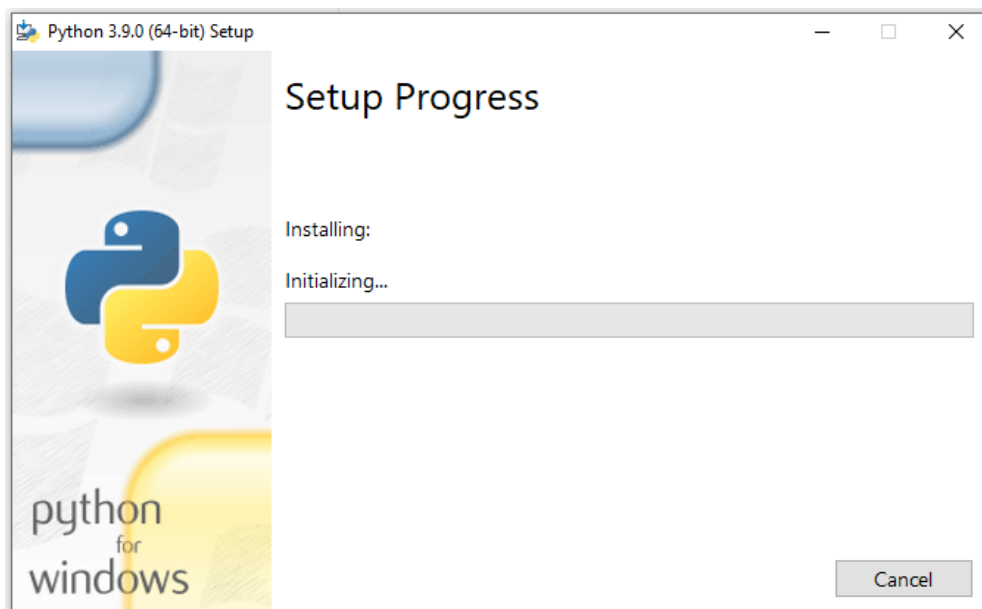 Python 3.9.0 (64-bit) Setup
Setup Progress
Installing:
Initializing...
python
for
windows
Cancel